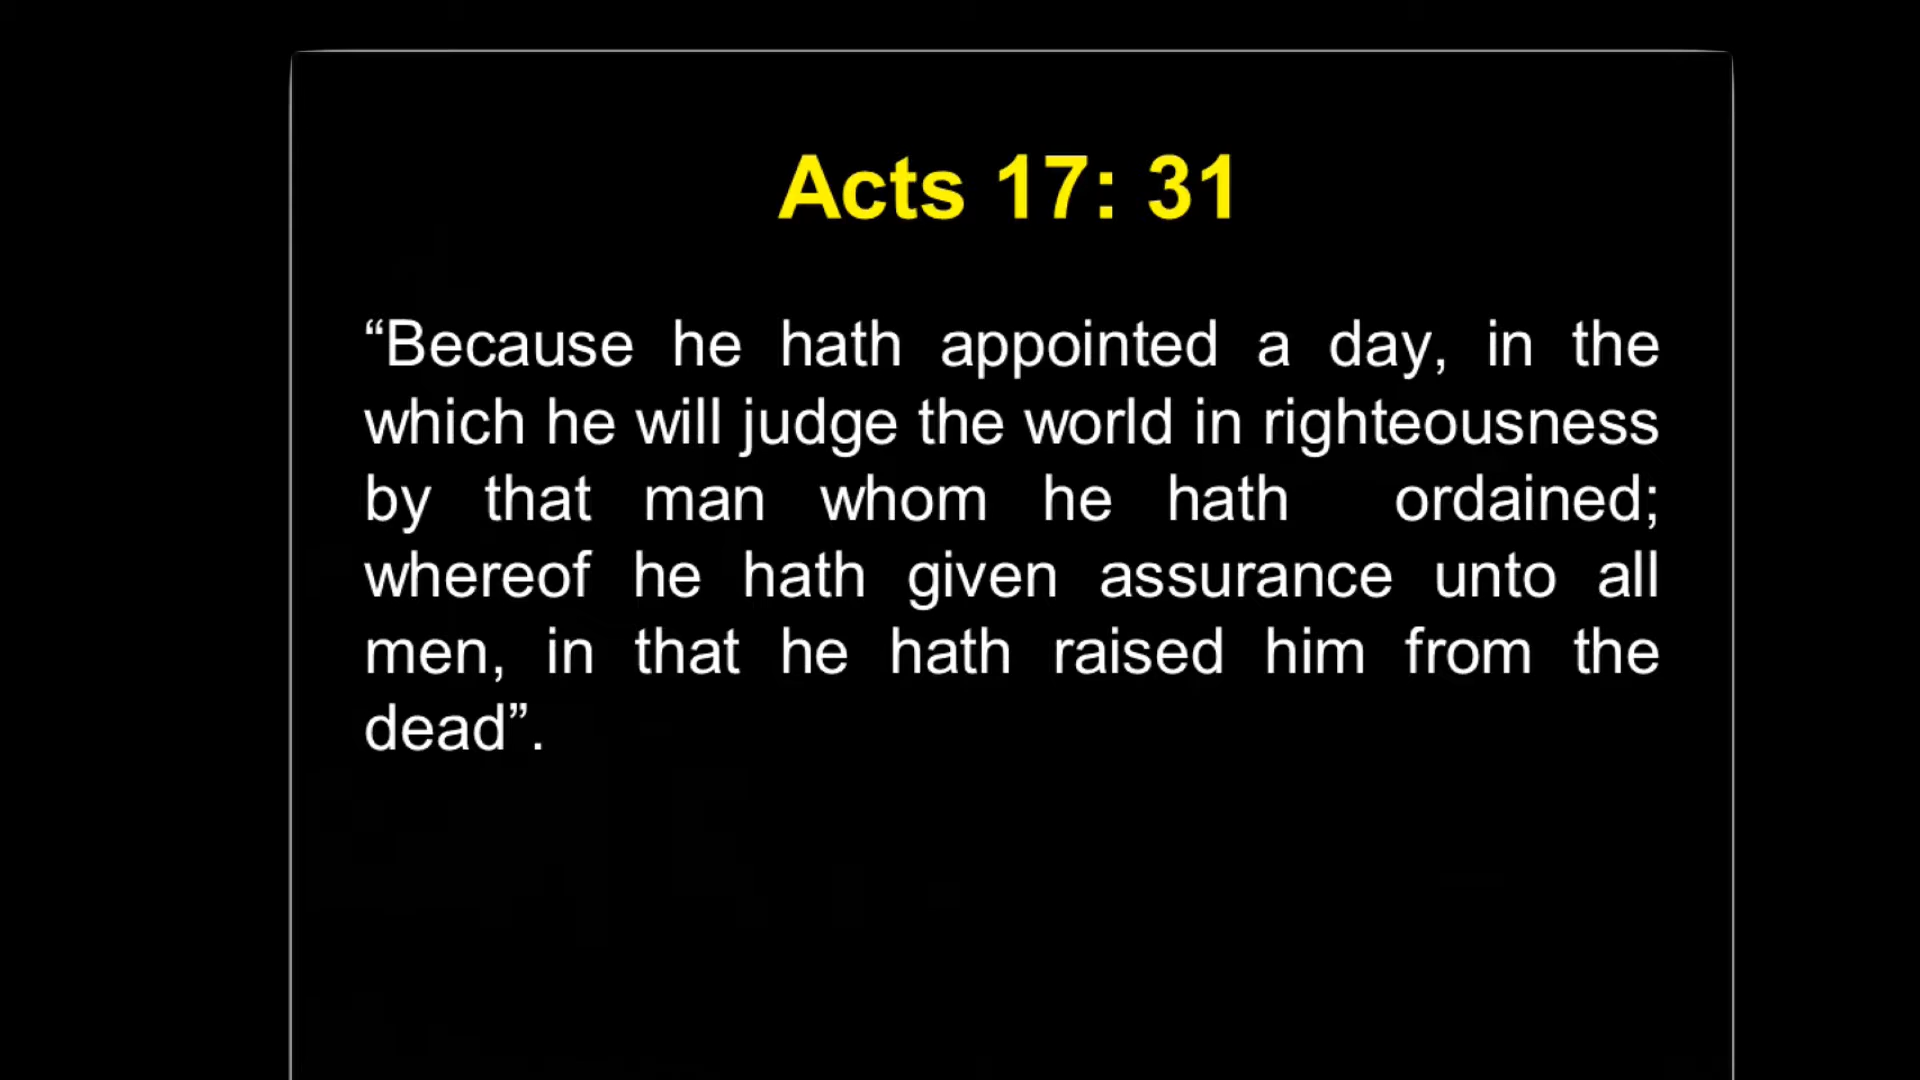 Acts 17: 31
“Because he hath appointed a day, in the
which he will judge the world in righteousness
by that man whom he hath ordained;
whereof he hath given assurance unto all
men, in that he hath raised him from the
dead”.